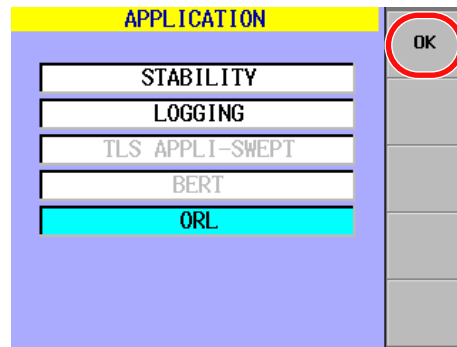 APPLICATION
OK
STABILITY
LOGGING
TLS APPLI-SWEPT
BERT
ORL